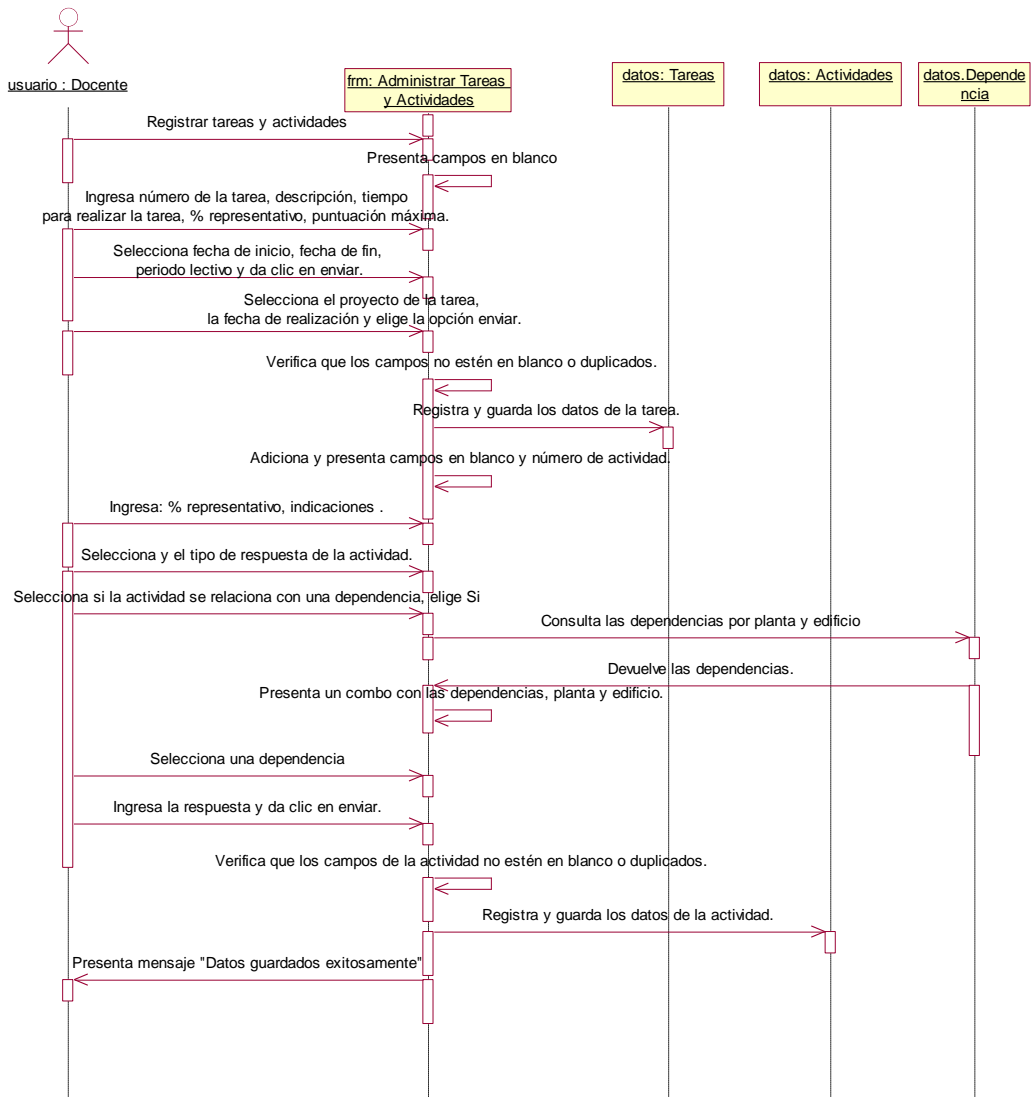 usuario : Docente
frm: Administrar Tareas
y Actividades
datos: Tareas
datos: Actividades
datos.Depende
ncia
Registrar tareas y actividades
Presenta campos en blanco
Ingresa número de la tarea, descripción, tiempo
para realizar la tarea, % representativo, puntuación máxima.
Selecciona fecha de inicio, fecha de fin,
periodo lectivo y da clic en enviar.
Selecciona el proyecto de la tarea,
la fecha de realización y elige la opción enviar.
Verifica que los campos no estén en blanco o duplicados.
Registra y guarda los datos de la tarea.
Adiciona y presenta campos en blanco y número de actividad.
Ingresa: % representativo, indicaciones .
Selecciona y el tipo de respuesta de la actividad.
Selecciona si la actividad se relaciona con una dependencia, elige Si
Consulta las dependencias por planta y edificio
Devuelve las dependencias.
Presenta un combo con las dependencias, planta y edificio.
Selecciona una dependencia
Ingresa la respuesta y da clic en enviar.
Verifica que los campos de la actividad no estén en blanco o duplicados.
Registra y guarda los datos de la actividad.
Presenta mensaje "Datos guardados exitosamente"